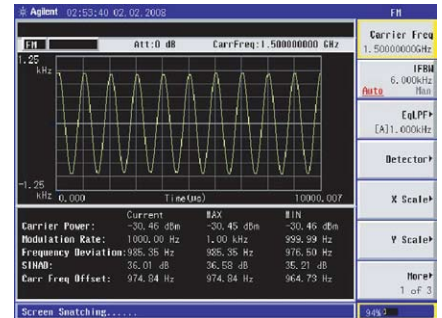 Agilent 02:53:40 02.02.2008 FM
FM Att:0 dB CarrFreq:1.500000000 GHz
1.25
kHz
-1.25
kHz 0.000 Time(µs) 10000.007
Current MAX MIN
Carrier Power: -30.46 dBm -30.45 dBm -30.46 dBm
Modulation Rate: 1000.00 Hz 1.00 kHz 999.99 Hz
Frequency Deviation: 985.35 Hz 985.35 Hz 976.50 Hz
SINAD: 36.01 dB 36.58 dB 35.21 dB
Carr Freq Offset: 974.84 Hz 974.84 Hz 964.73 Hz
Screen Snatching......
Carrier Freq
1.50000000GHz
IFBW
6.000kHz
Auto Man
EqLPF
[A]1.000kHz
Detector
X Scale
Y Scale
More
1 of 3
94%